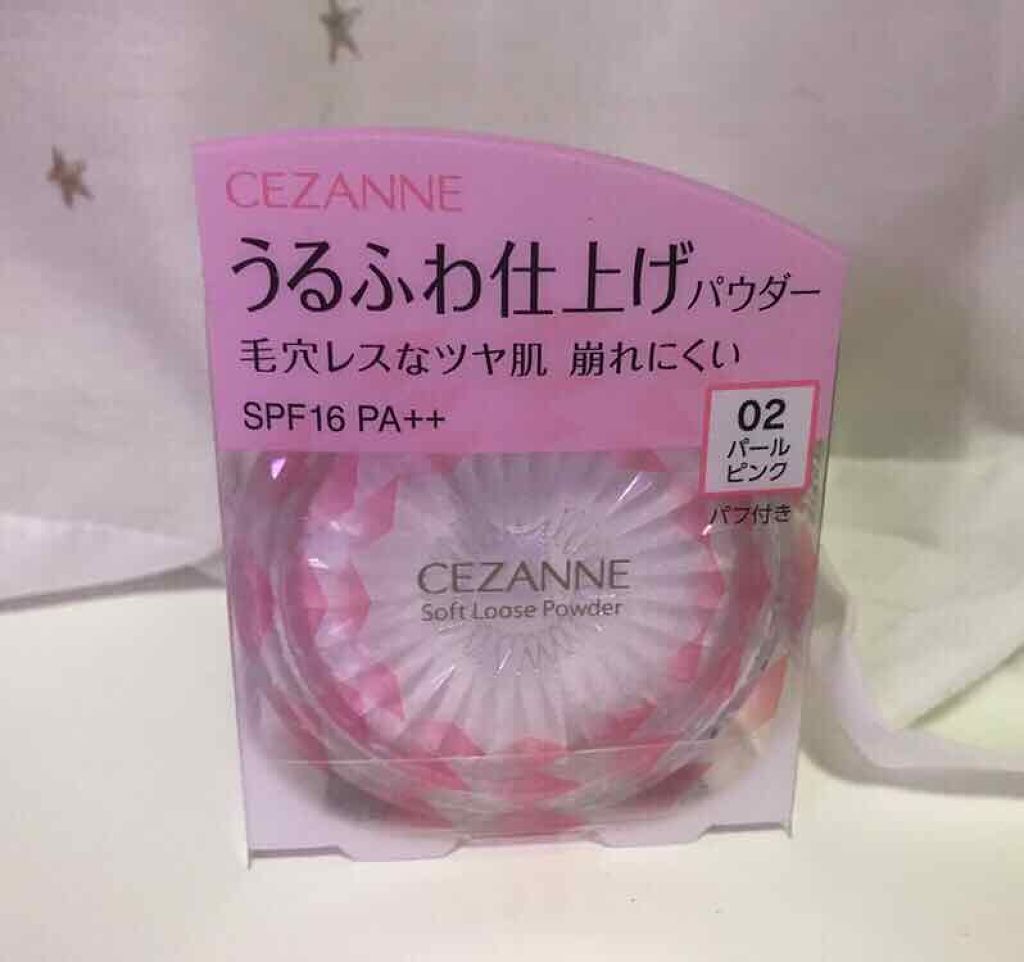 CEZANNE
うるふわ仕上げパウダー
毛穴レスなツヤ肌 崩れにくい
SPF16 PA++
02
パール
ピンク
パフ付き
CEZANNE
Soft Loose Powder